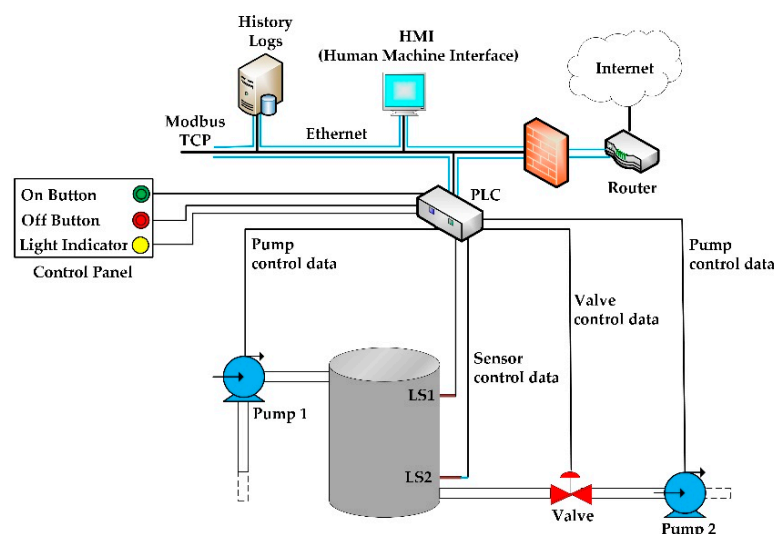 History
Logs
HMI
(Human Machine Interface)
Internet
Modbus
TCP
Ethernet
Router
PLC
On Button
Off Button
Light Indicator
Control Panel
Pump
control data
Pump
control data
Valve
control data
Sensor
control data
LS1
Pump 1
LS2
Valve
Pump 2